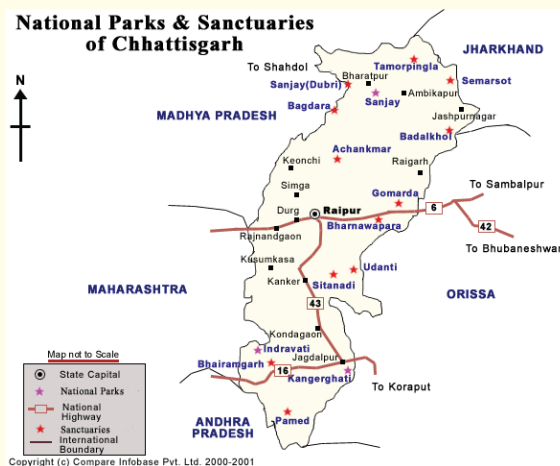 National Parks & Sanctuaries
of Chhattisgarh
JHARKHAND
To Shahdol
Tamorpingla
Bharatpur
Semarsot
Sanjay(Dubri)
Sanjay
Ambikapur
N
Bagdara
MADHYA PRADESH
Jashpurnagar
Badalkhol
Achankmar
Keonchi
Raigarh
Simga
Gomarda
To Sambalpur
Durg
Raipur
6
42
Bharnawapara
Rajnandgaon
To Bhubaneshwar
Kusumkasa
Udanti
Sitanadi
Kanker
MAHARASHTRA
ORISSA
43
Kondagaon
Indravati
Jagdalpur
Bhairamgarh
16
Kangerghati
To Koraput
Pamed
ANDHRA
PRADESH
Map not to Scale
State Capital
National Parks
National
Highway
Sanctuaries
International
Boundary
Copyright (c) Compare Infobase Pvt. Ltd. 2000-2001